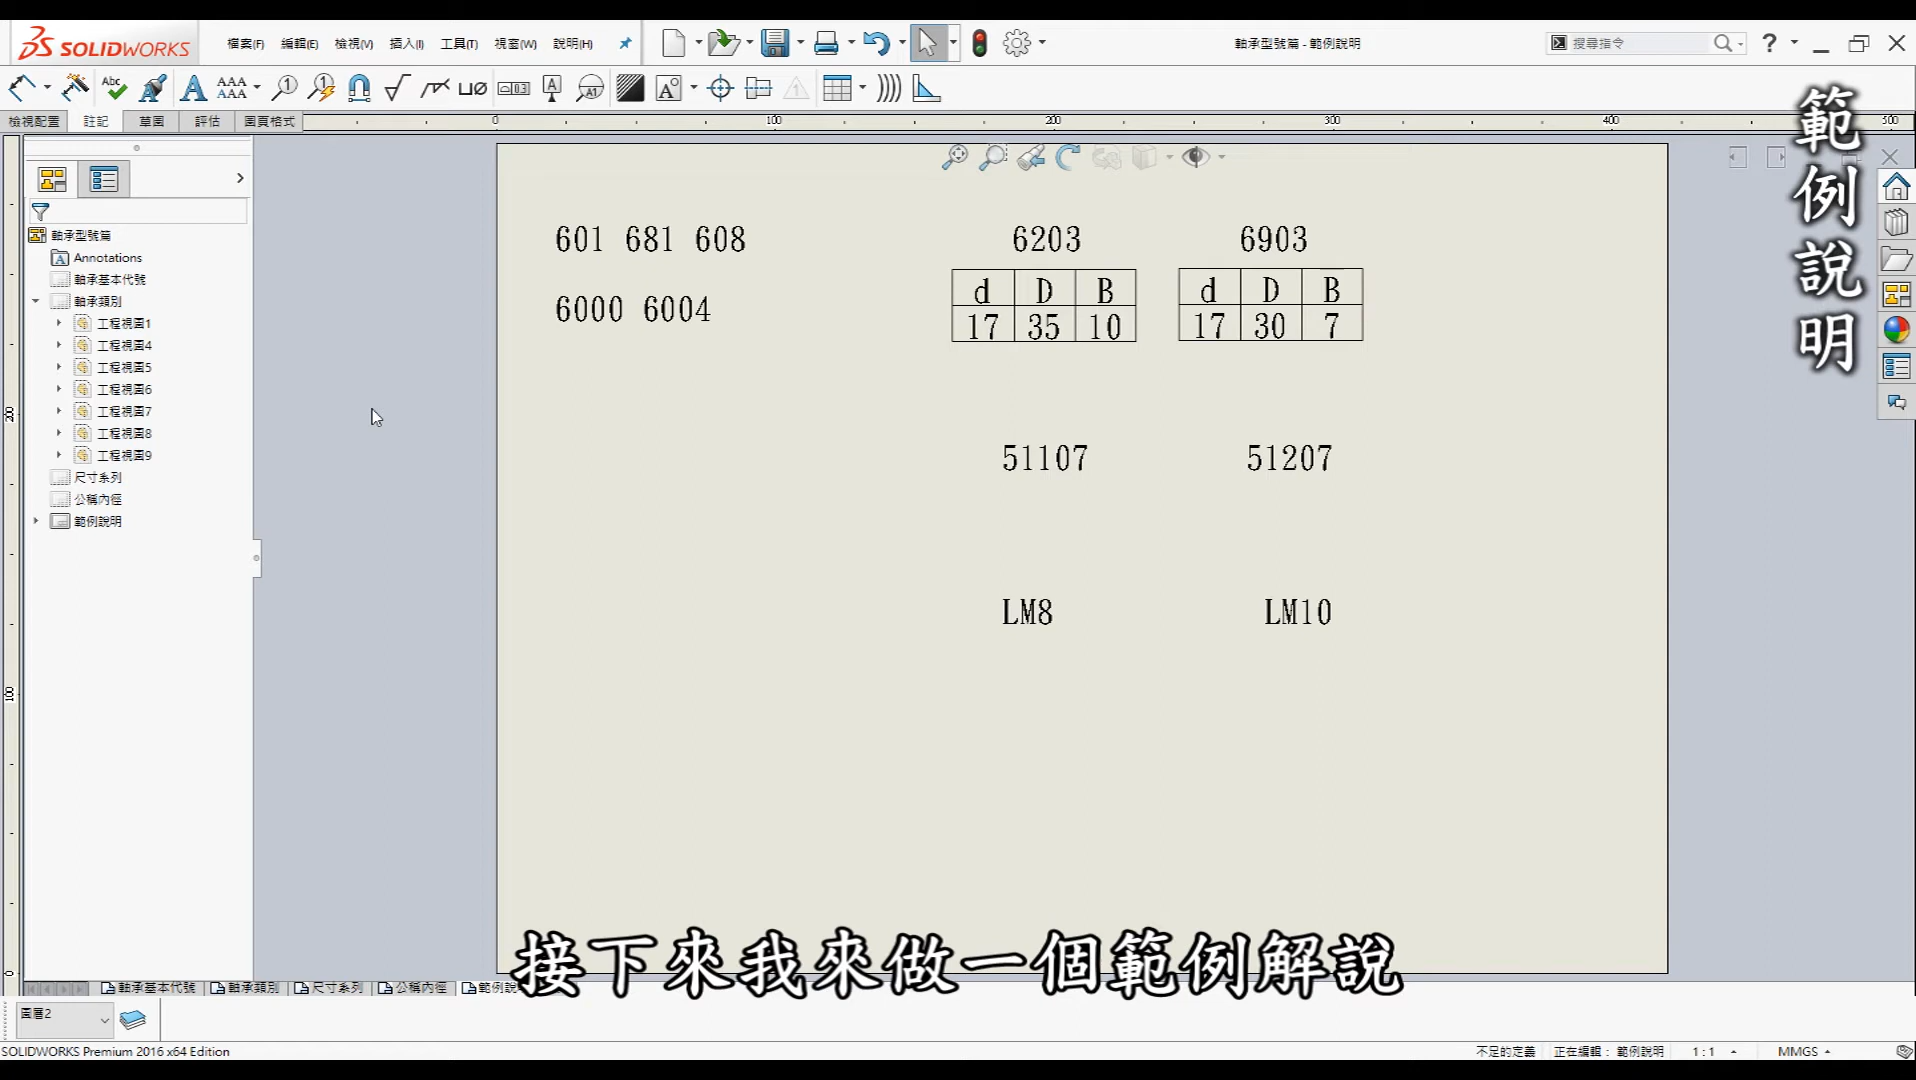 SOLIDWORKS
檔案(F) 編輯(E) 檢視(V) 插入(I) 工具(T) 視窗(W) 說明(H)
軸承型號篇 - 範例說明
搜尋指令
檢視配置 註記 草圖 評估 圖頁格式
0 100 200 300 400 500
軸承型號篇
Annotations
軸承基本代號
軸承類別
工程視圖1
工程視圖4
工程視圖5
工程視圖6
工程視圖7
工程視圖8
工程視圖9
尺寸系列
公稱內徑
範例說明
200
100
0
601 681 608
6000 6004
6203
d D B
17 35 10
6903
d D B
17 30 7
51107 51207
LM8 LM10
範例說明
接下來我來做一個範例解說
軸承基本代號 軸承類別 尺寸系列 公稱內徑
圖層2
SOLIDWORKS Premium 2016 x64 Edition
不足的定義 正在編輯： 範例說明 1 : 1 MMGS